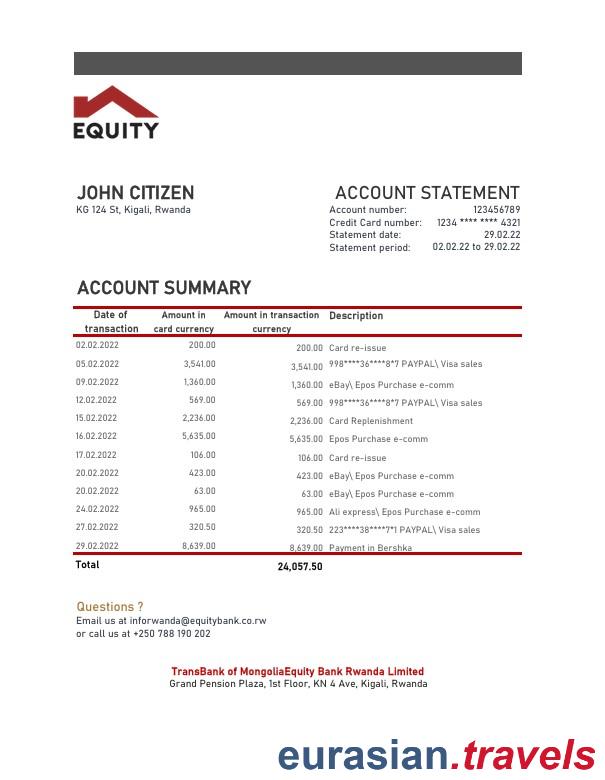 EQUITY
JOHN CITIZEN
KG 124 St, Kigali, Rwanda
ACCOUNT STATEMENT
Account number: 123456789
Credit Card number: 1234 **** **** 4321
Statement date: 29.02.22
Statement period: 02.02.22 to 29.02.22
ACCOUNT SUMMARY
Date of transaction Amount in card currency Amount in transaction currency Description
02.02.2022 200.00 200.00 Card re-issue
05.02.2022 3,541.00 3,541.00 998****36****8*7 PAYPAL\ Visa sales
09.02.2022 1,360.00 1,360.00 eBay\ Epos Purchase e-comm
12.02.2022 569.00 569.00 998****36****8*7 PAYPAL\ Visa sales
15.02.2022 2,236.00 2,236.00 Card Replenishment
16.02.2022 5,635.00 5,635.00 Epos Purchase e-comm
17.02.2022 106.00 106.00 Card re-issue
20.02.2022 423.00 423.00 eBay\ Epos Purchase e-comm
20.02.2022 63.00 63.00 eBay\ Epos Purchase e-comm
24.02.2022 965.00 965.00 Ali express\ Epos Purchase e-comm
27.02.2022 320.50 320.50 223****38****7*1 PAYPAL\ Visa sales
29.02.2022 8,639.00 8,639.00 Payment in Bershka
Total 24,057.50
Questions ?
Email us at inforwanda@equitybank.co.rw
or call us at +250 788 190 202
TransBank of MongoliaEquity Bank Rwanda Limited
Grand Pension Plaza, 1st Floor, KN 4 Ave, Kigali, Rwanda
eurasian.travels